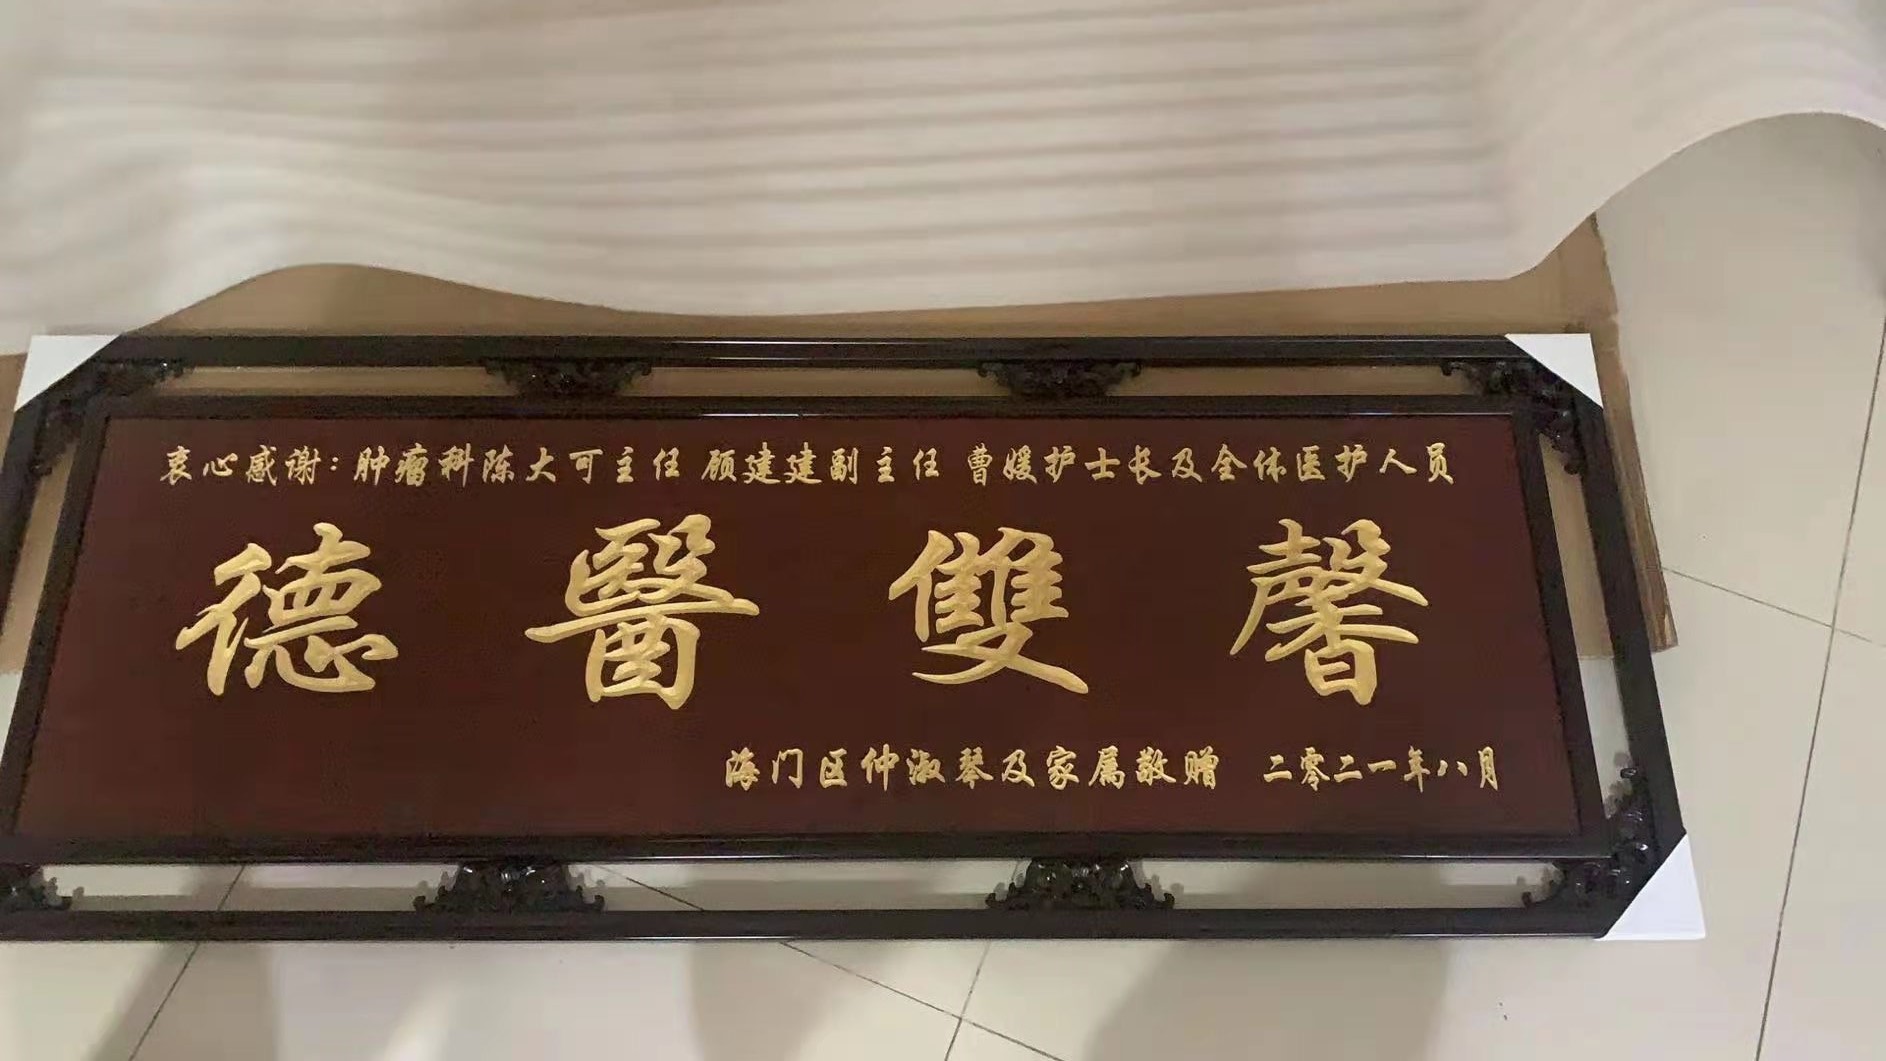 衷心感谢：肿瘤科陈大可主任 顾建建副主任 曹媛护士长及全体医护人员
德醫雙馨
海门区仲淑琴及家属敬赠 二零二一年八月